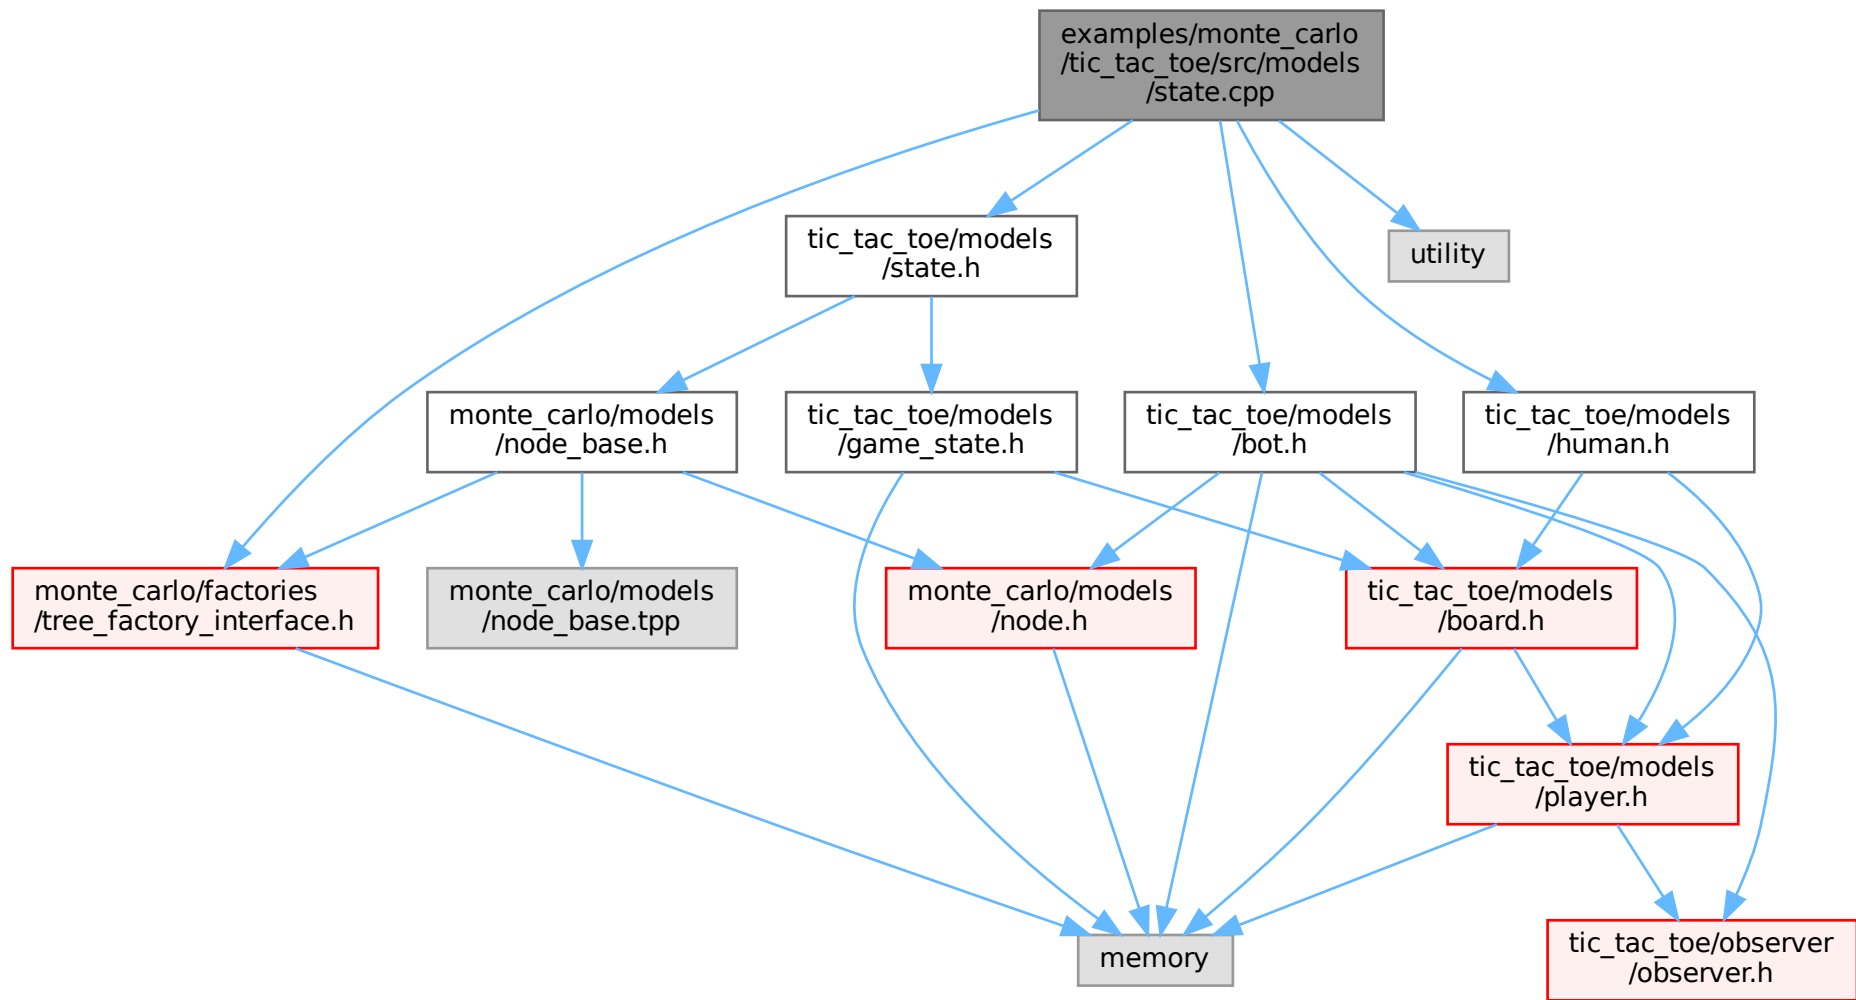 examples/monte_carlo
/tic_tac_toe/src/models
/state.cpp
tic_tac_toe/models
/state.h
utility
monte_carlo/models
/node_base.h
tic_tac_toe/models
/game_state.h
tic_tac_toe/models
/bot.h
tic_tac_toe/models
/human.h
monte_carlo/factories
/tree_factory_interface.h
monte_carlo/models
/node_base.tpp
monte_carlo/models
/node.h
tic_tac_toe/models
/board.h
tic_tac_toe/models
/player.h
memory
tic_tac_toe/observer
/observer.h